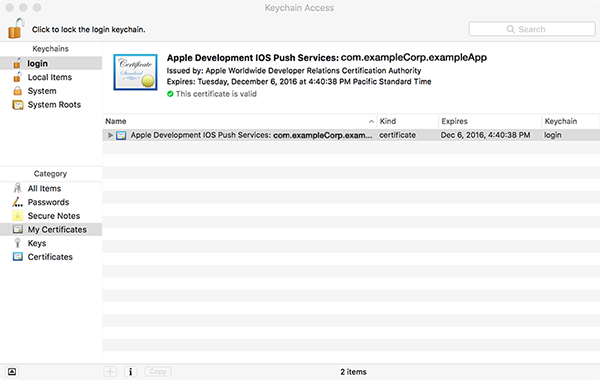 Keychain Access
Click to lock the login keychain.
Search
Keychains
login
Local Items
System
System Roots
Certificate
Standard
Apple Development IOS Push Services: com.exampleCorp.exampleApp
Issued by: Apple Worldwide Developer Relations Certification Authority
Expires: Tuesday, December 6, 2016 at 4:40:38 PM Pacific Standard Time
This certificate is valid
Name Kind Expires Keychain
Apple Development IOS Push Services: com.exampleCorp.exam... certificate Dec 6, 2016, 4:40:38 PM login
Category
All Items
Passwords
Secure Notes
My Certificates
Keys
Certificates
+ i Copy 2 items